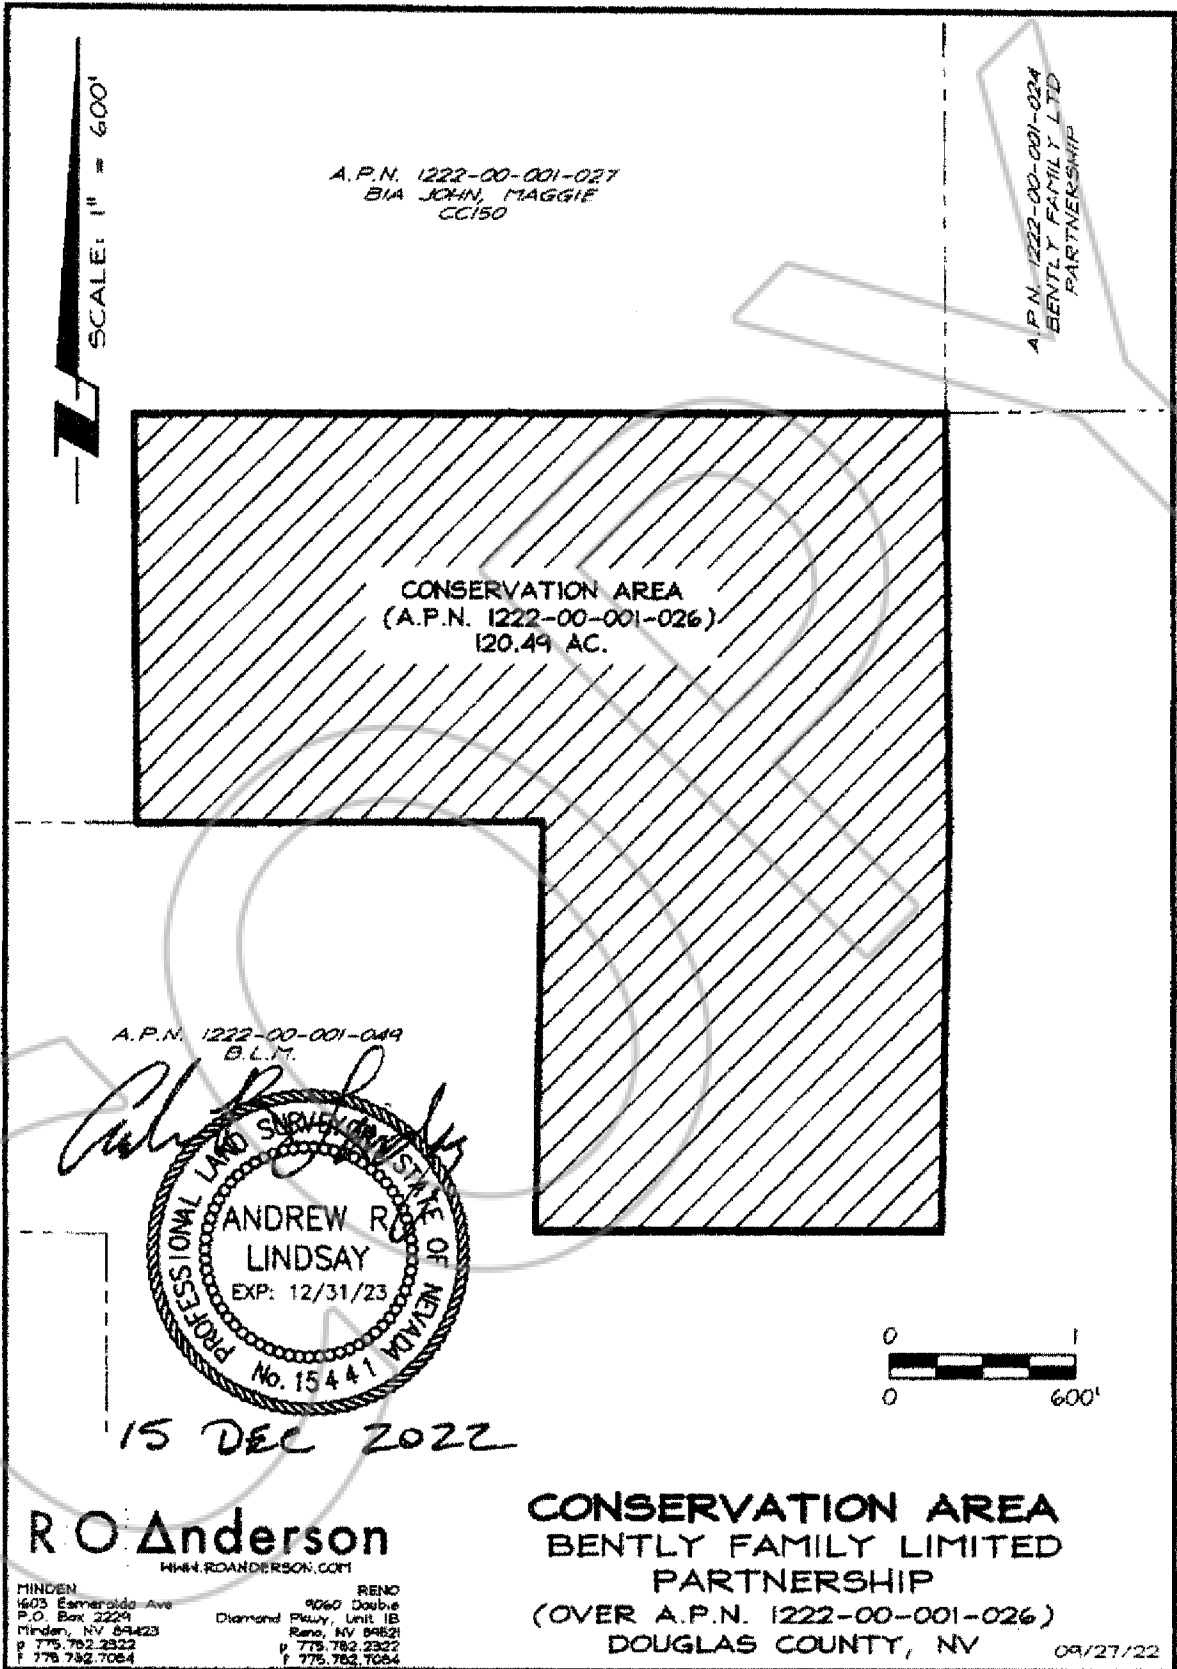 SCALE: 1" = 600'
A.P.N. 1222-00-001-027
BIA JOHN, MAGGIE
CC150
A.P.N. 1222-00-001-024
BENTLY FAMILY LTD
PARTNERSHIP
CONSERVATION AREA
(A.P.N. 1222-00-001-026)
120.49 AC.
A.P.N. 1222-00-001-049
B.L.M.
PROFESSIONAL LAND SURVEYOR STATE OF NEVADA
ANDREW R.
LINDSAY
EXP: 12/31/23
No. 15441
15 DEC 2022
0 1
0 600'
R O Anderson
WWW.ROANDERSON.COM
MINDEN
1603 Esmeralda Ave
P.O. Box 2229
Minden, NV 89423
p 775.782.2322
f 775.782.7084
RENO
9060 Double
Diamond Pkwy, Unit 1B
Reno, NV 89521
p 775.782.2322
f 775.782.7084
CONSERVATION AREA
BENTLY FAMILY LIMITED
PARTNERSHIP
(OVER A.P.N. 1222-00-001-026)
DOUGLAS COUNTY, NV
09/27/22
COPY